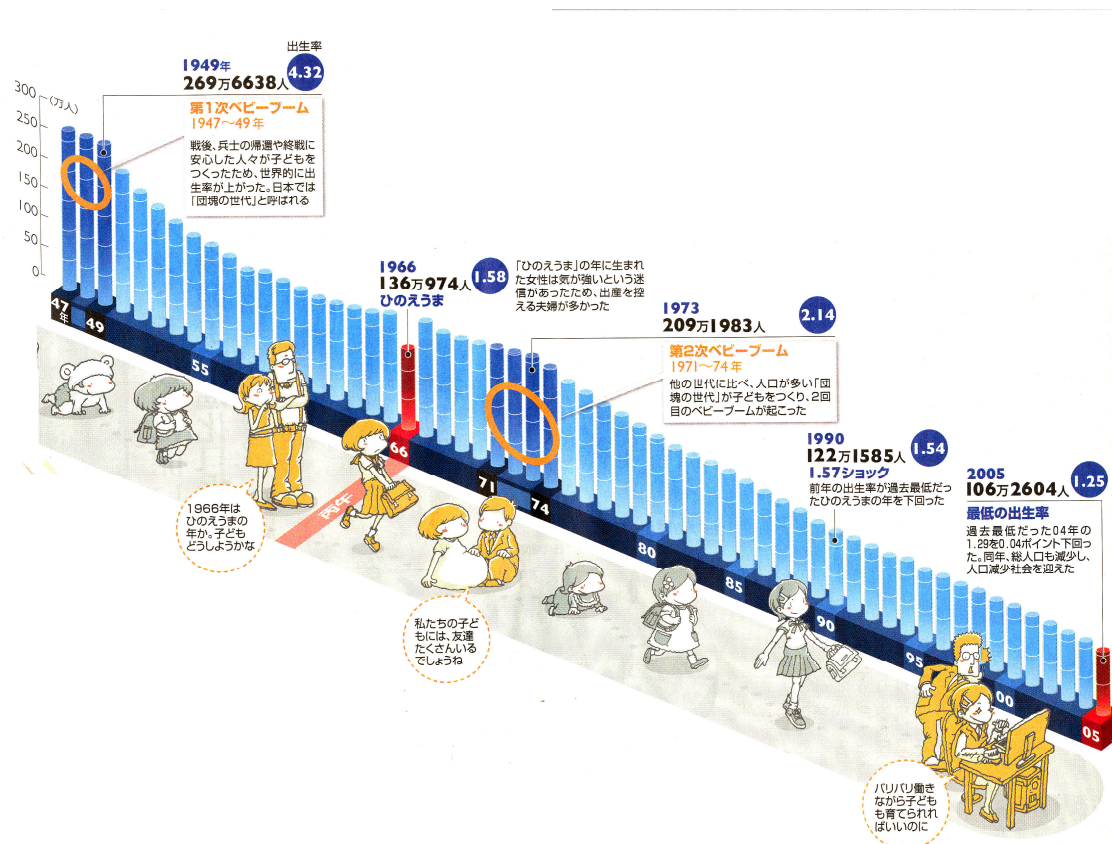 出生率
1949年
4.32
269万6638人
300
(万人)
250
200
150
100
50
0
第1次ベビーブーム
1947〜49年
戦後、兵士の帰還や終戦に
安心した人々が子どもを
つくったため、世界的に出
生率が上がった。日本では
「団塊の世代」と呼ばれる
1966
136万974人
1.58
ひのえうま
「ひのえうま」の年に生まれ
た女性は気が強いという迷
信があったため、出産を控
える夫婦が多かった
1973
209万1983人
2.14
第2次ベビーブーム
1971〜74年
他の世代に比べ、人口が多い「団
塊の世代」が子どもをつくり、2回
目のベビーブームが起こった
1990
122万1585人
1.54
1.57ショック
前年の出生率が過去最低だっ
たひのえうまの年を下回った
2005
106万2604人
1.25
最低の出生率
過去最低だった04年の
1.29を0.04ポイント下回っ
た。同年、総人口も減少し、
人口減少社会を迎えた
47
年
49
55
66
71
74
80
85
90
95
00
05
丙午
1966年は
ひのえうまの
年か。子ども
どうしようかな
私たちの子ど
もには、友達
たくさんいる
でしょうね
バリバリ働き
ながら子ども
も育てられれ
ばいいのに